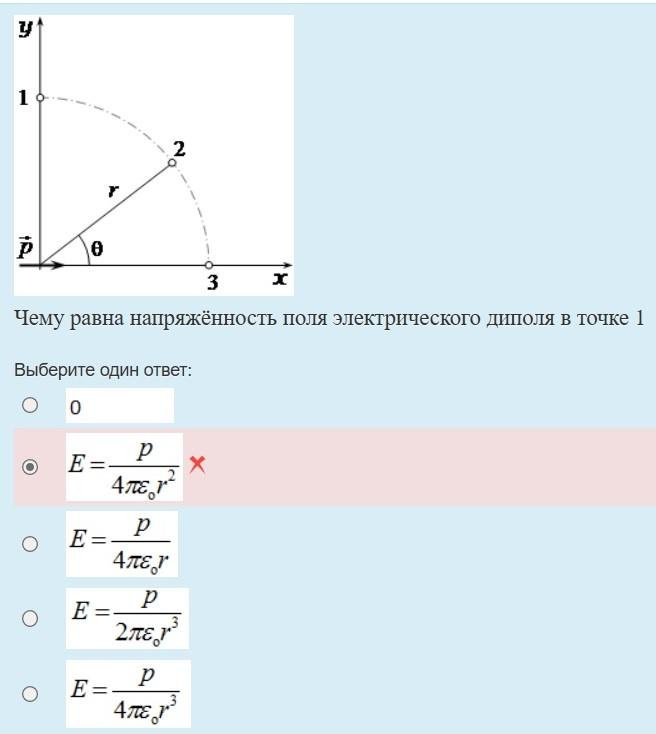 y
1
2
r
p⃗
θ
3
x
Чему равна напряжённость поля электрического диполя в точке 1
Выберите один ответ:
0
E = p / 4πε₀r²
E = p / 4πε₀r
E = p / 2πε₀r³
E = p / 4πε₀r³